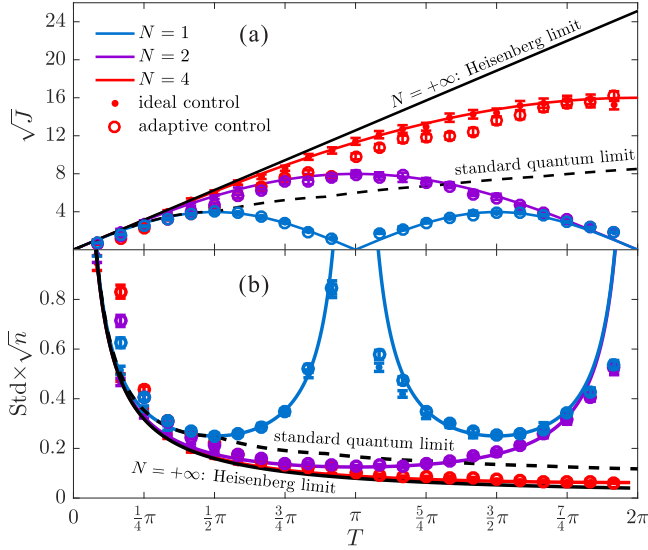 24
20
16
12
8
4
√J
(a)
N = 1
N = 2
N = 4
ideal control
adaptive control
N = +∞: Heisenberg limit
standard quantum limit
0.8
0.6
0.4
0.2
0
Std×√n
(b)
standard quantum limit
N = +∞: Heisenberg limit
0 1/4π 1/2π 3/4π π 5/4π 3/2π 7/4π 2π
T